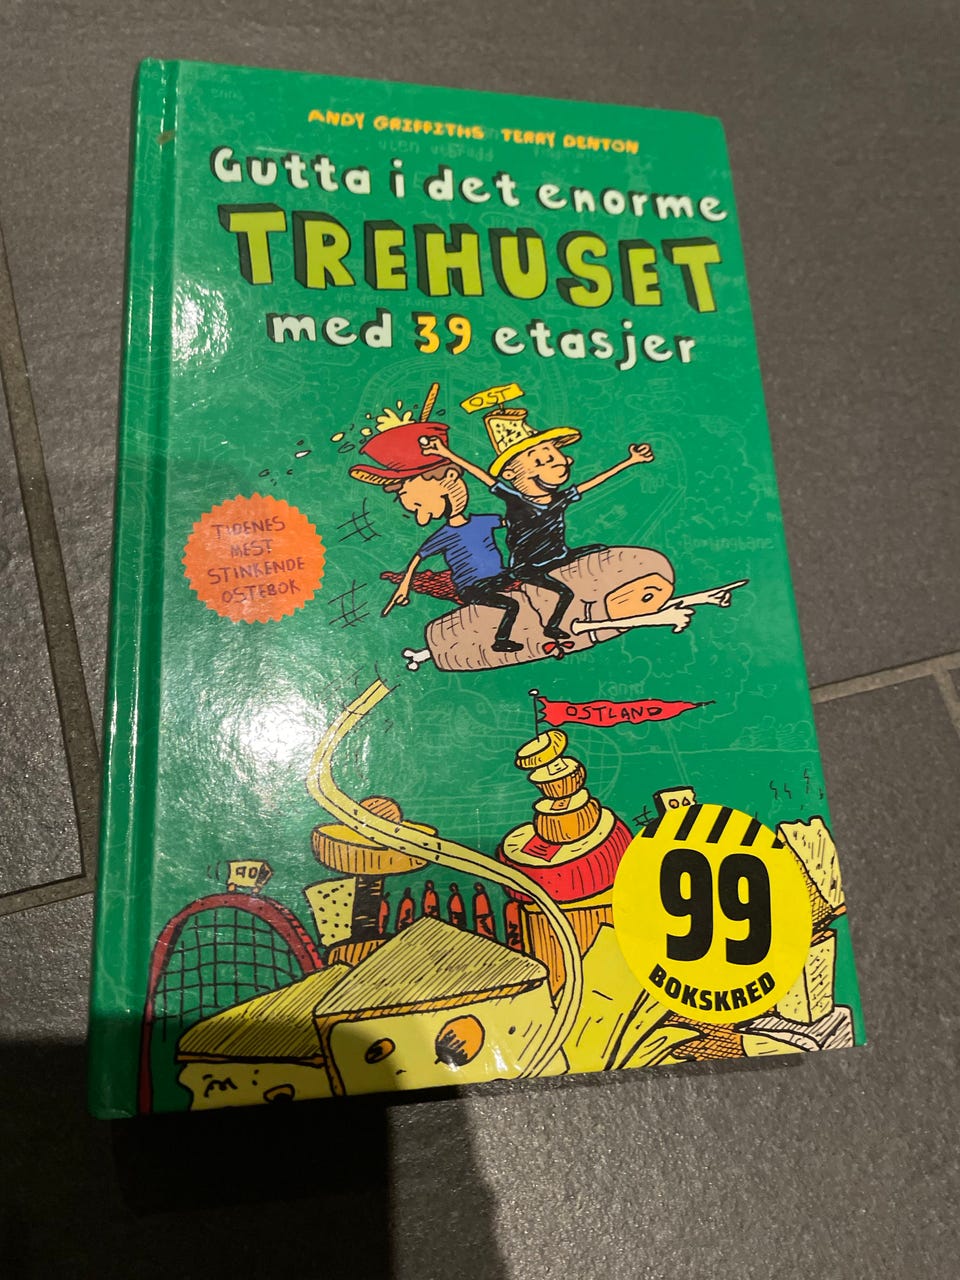 ANDY GRIFFITHS TERRY DENTON
Gutta i det enorme
TREHUSET
med 39 etasjer
OST
TIDENES
MEST
STINKENDE
OSTEBOK
OSTLAND
99
BOKSKRED